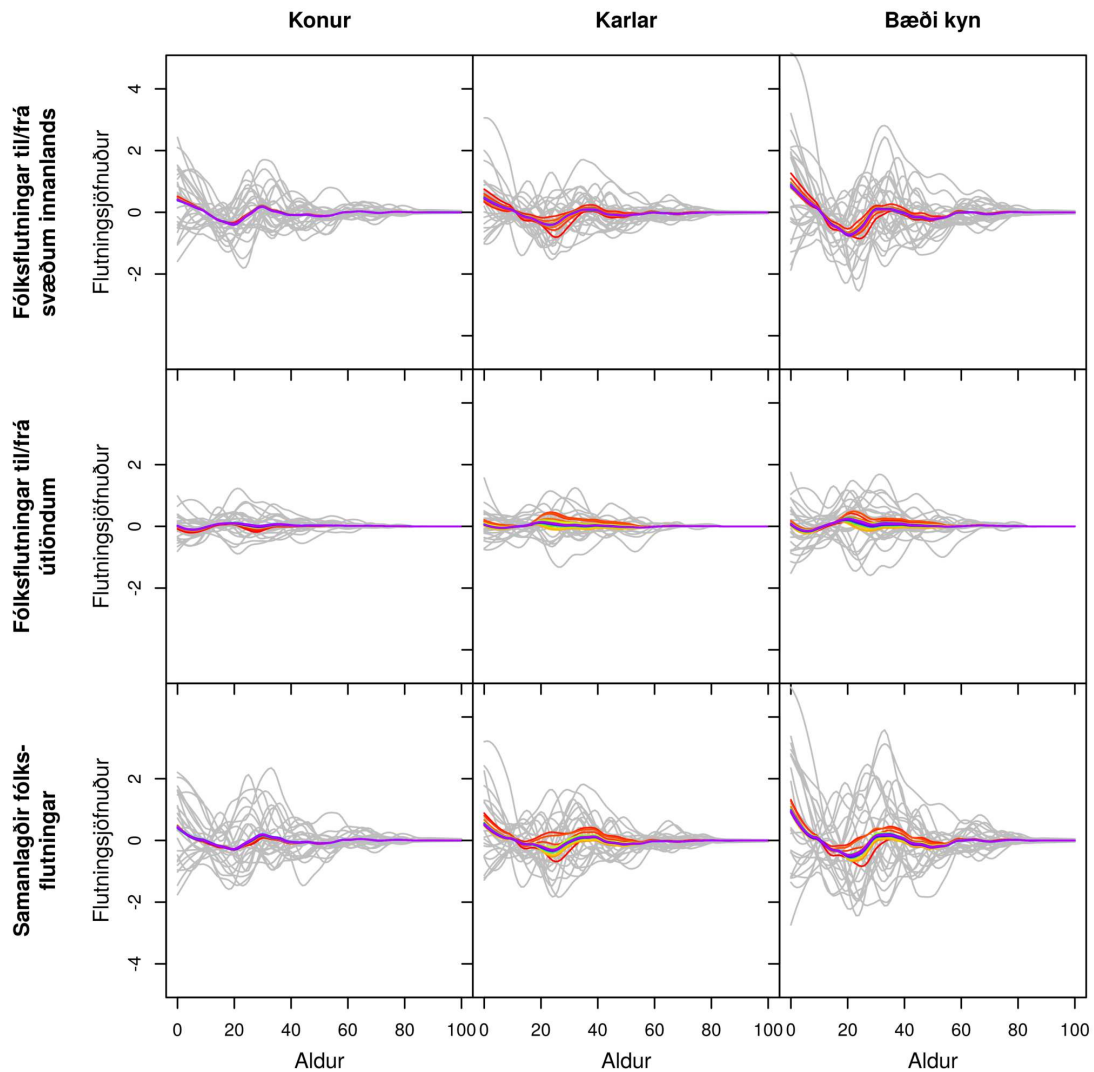 Konur Karlar Bæði kyn
Fólksflutningar til/frá
svæðum innanlands
Flutningsjöfnuður
4
2
0
-2
Fólksflutningar til/frá
útlöndum
Flutningsjöfnuður
2
0
-2
Samanlagðir fólks-
flutningar
Flutningsjöfnuður
2
0
-2
-4
0 20 40 60 80 100 0 20 40 60 80 100 0 20 40 60 80 100
Aldur Aldur Aldur